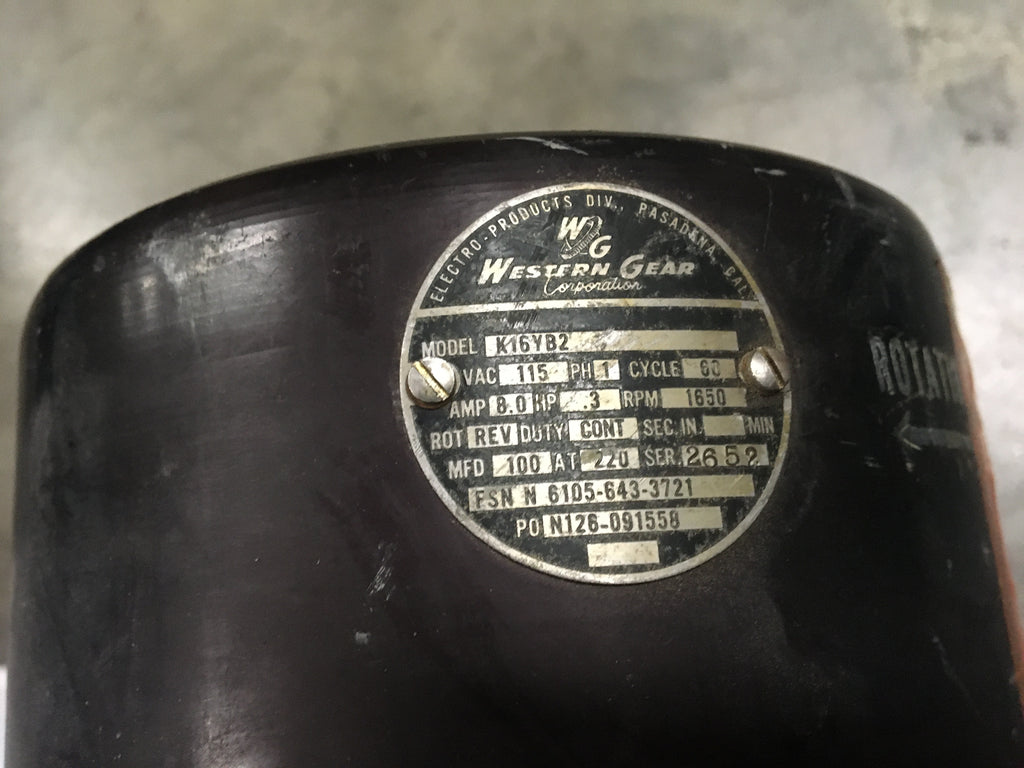 ELECTRO-PRODUCTS DIV., PASADENA, CAL.
WG
WESTERN GEAR
Corporation
MODEL K16YB2
VAC 115 PH 1 CYCLE 60
AMP 8.0 HP .3 RPM 1650
ROT REV DUTY CONT SEC. IN. MIN
MFD 100 AT 220 SER. 2652
FSN N 6105-643-3721
PO N126-091558